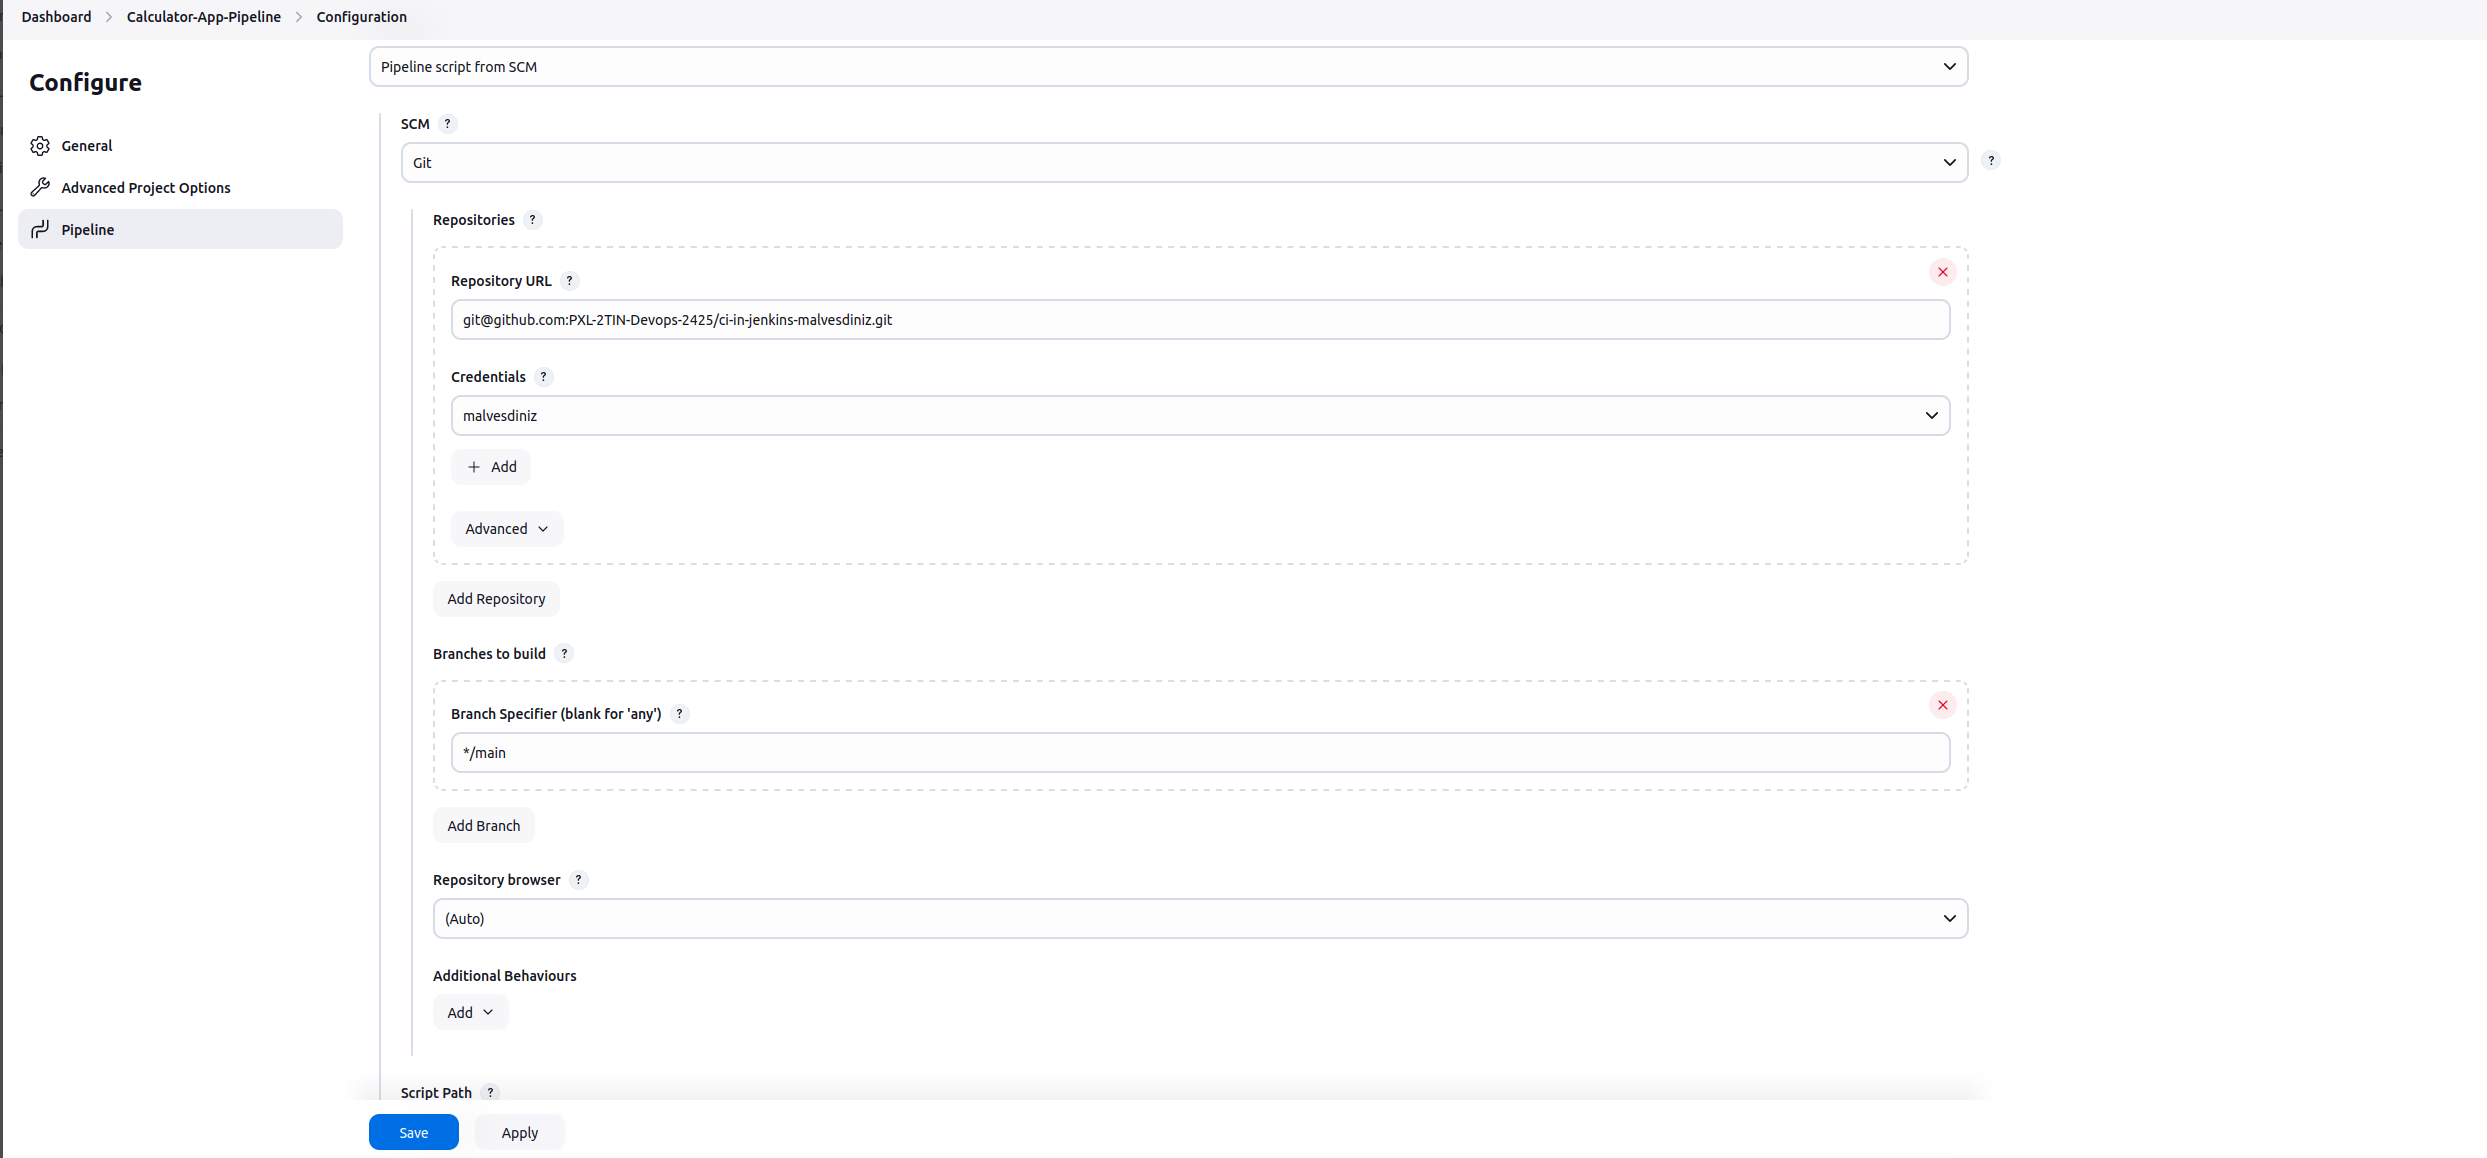 Dashboard > Calculator-App-Pipeline > Configuration
Configure
General
Advanced Project Options
Pipeline
Pipeline script from SCM
SCM ?
Git
?
Repositories ?
Repository URL ?
git@github.com:PXL-2TIN-Devops-2425/ci-in-jenkins-malvesdiniz.git
Credentials ?
malvesdiniz
+ Add
Advanced
Add Repository
Branches to build ?
Branch Specifier (blank for 'any') ?
*/main
Add Branch
Repository browser ?
(Auto)
Additional Behaviours
Add
Script Path ?
Save Apply